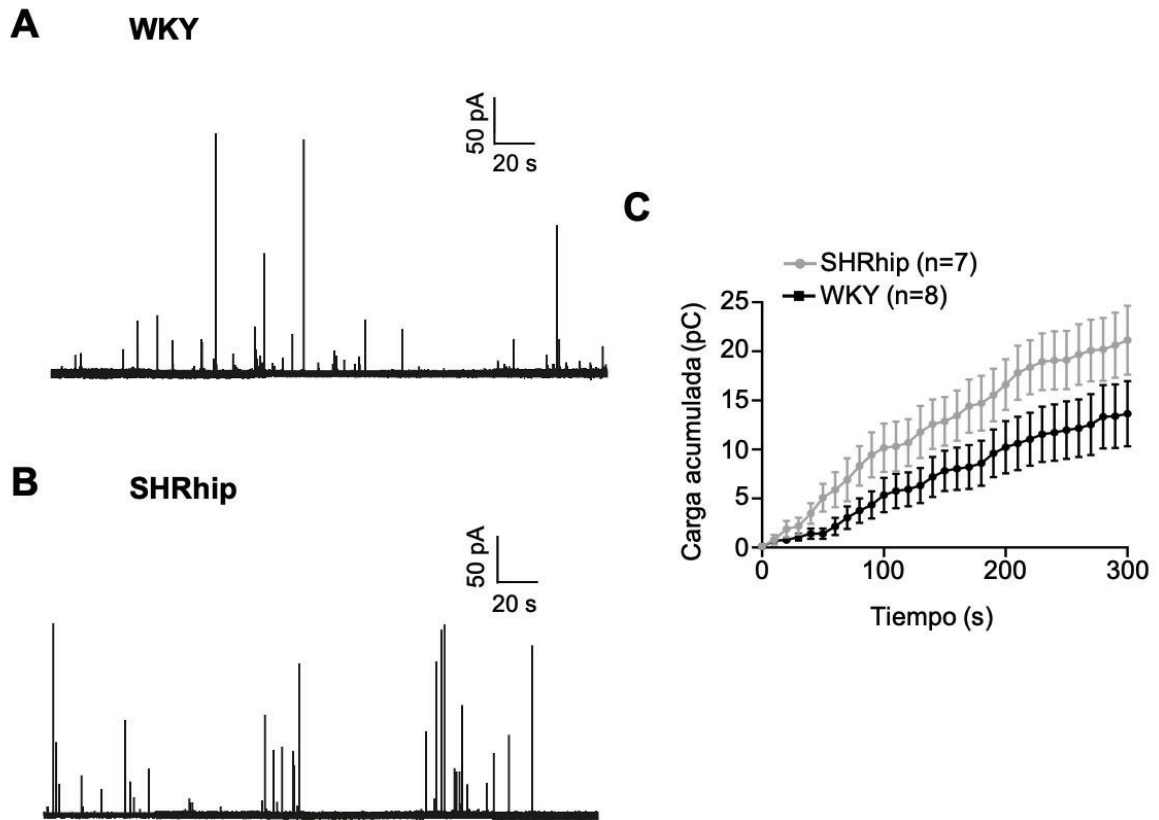 A
WKY
50 pA
20 s
B
SHRhip
50 pA
20 s
C
SHRhip (n=7)
WKY (n=8)
Carga acumulada (pC)
25
20
15
10
5
0
0
100
200
300
Tiempo (s)